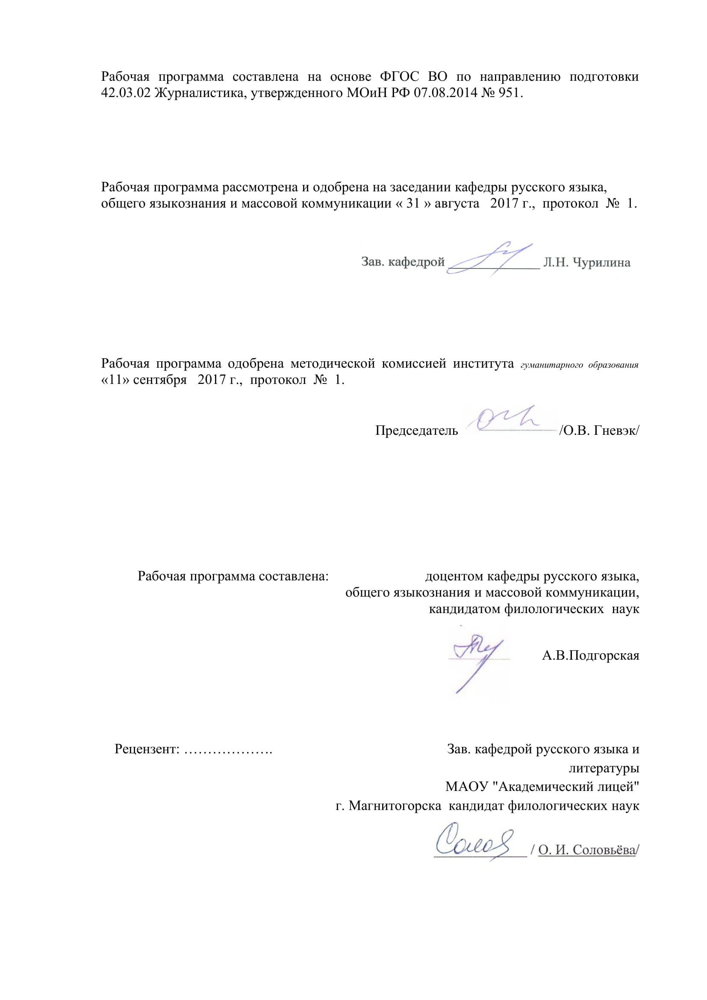 Рабочая программа составлена на основе ФГОС ВО по направлению подготовки
42.03.02 Журналистика, утвержденного МОиН РФ 07.08.2014 № 951.
Рабочая программа рассмотрена и одобрена на заседании кафедры русского языка,
общего языкознания и массовой коммуникации « 31 » августа 2017 г., протокол № 1.
Зав. кафедрой ______________ Л.Н. Чурилина
Рабочая программа одобрена методической комиссией института гуманитарного образования
«11» сентября 2017 г., протокол № 1.
Председатель ____________ /О.В. Гневэк/
Рабочая программа составлена: доцентом кафедры русского языка,
общего языкознания и массовой коммуникации,
кандидатом филологических наук
А.В.Подгорская
Рецензент: ………………. Зав. кафедрой русского языка и
литературы
МАОУ "Академический лицей"
г. Магнитогорска кандидат филологических наук
______________ / О. И. Соловьёва/